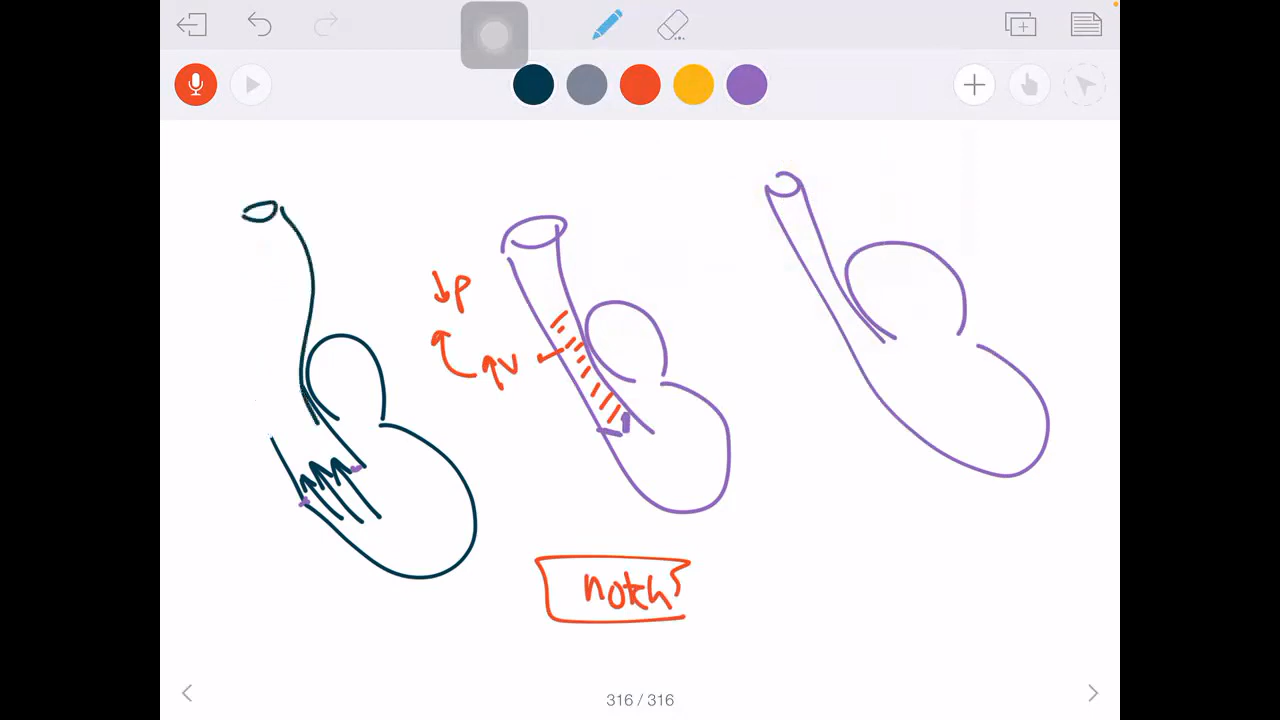 ↓P
↑V
notch
316 / 316